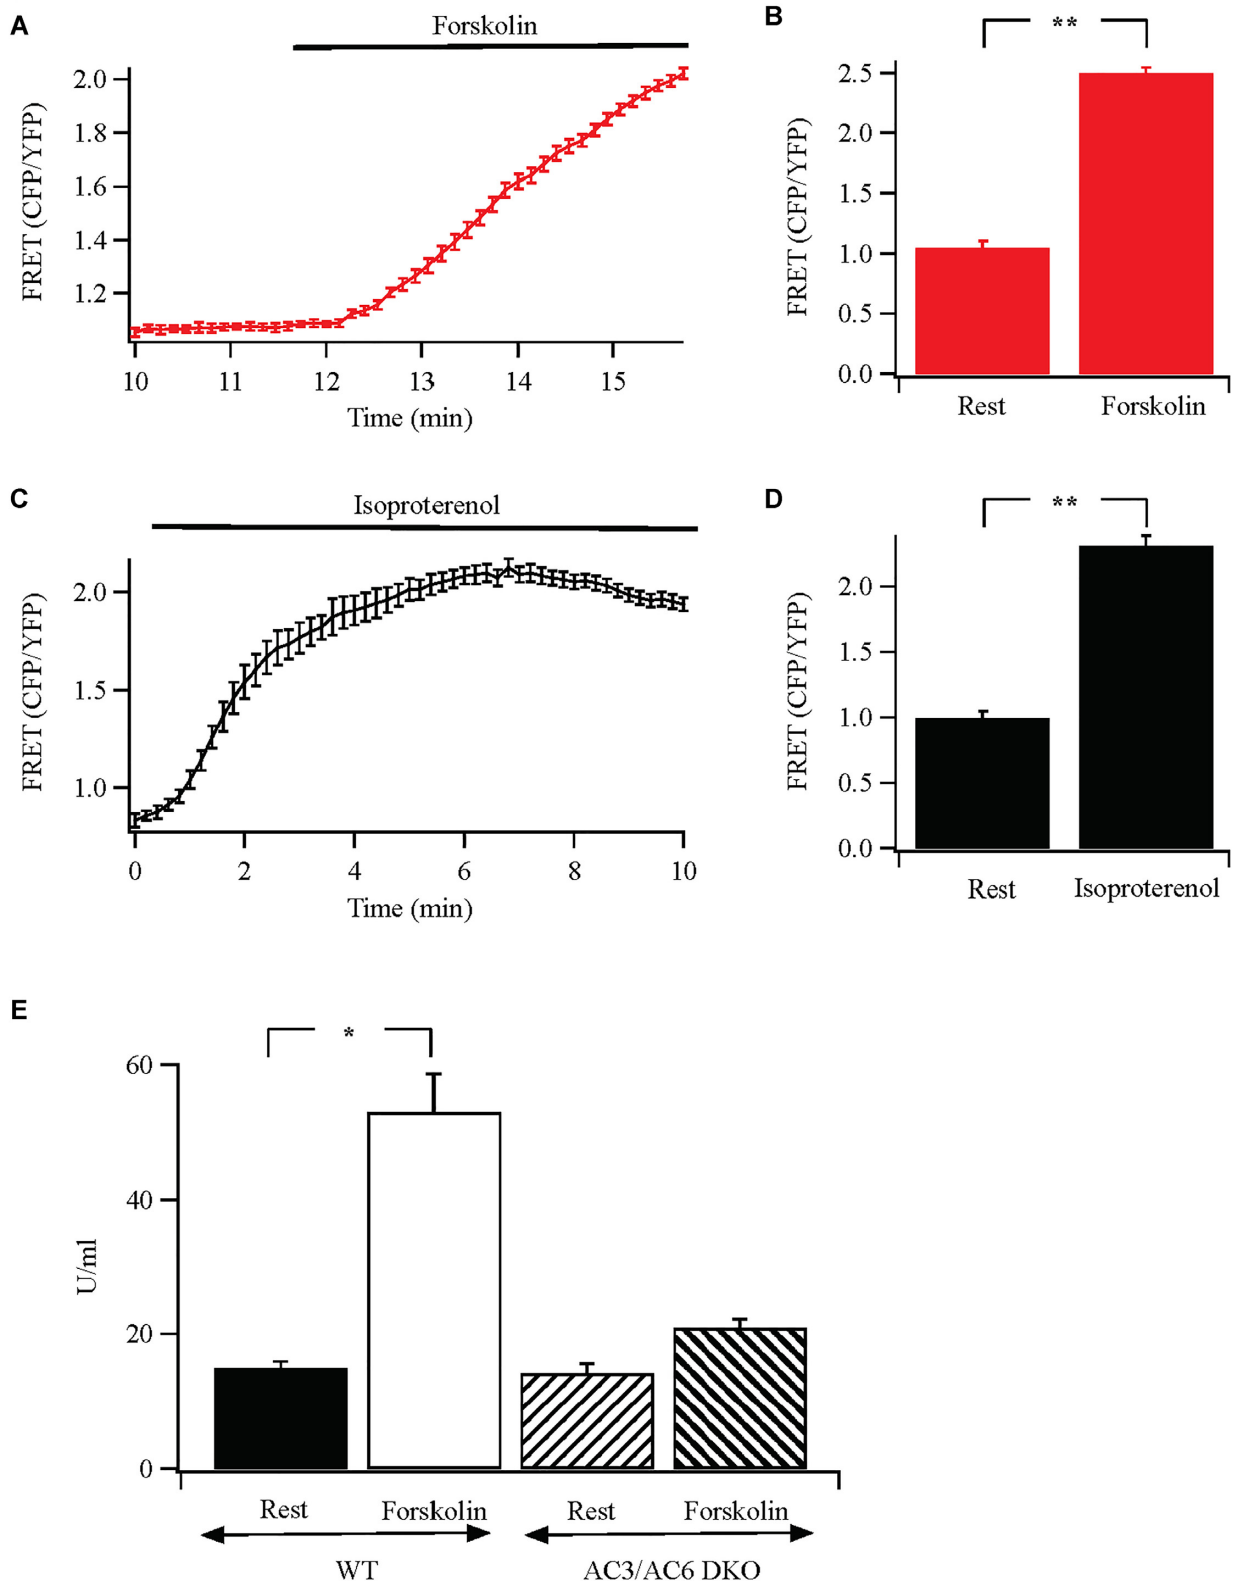 A
Forskolin
FRET (CFP/YFP)
2.0
1.8
1.6
1.4
1.2
10 11 12 13 14 15
Time (min)
B
**
FRET (CFP/YFP)
2.5
2.0
1.5
1.0
0.5
0.0
Rest Forskolin
C
Isoproterenol
FRET (CFP/YFP)
2.0
1.5
1.0
0 2 4 6 8 10
Time (min)
D
**
FRET (CFP/YFP)
2.0
1.5
1.0
0.5
0.0
Rest Isoproterenol
E
*
U/ml
60
40
20
0
Rest Forskolin Rest Forskolin
WT AC3/AC6 DKO